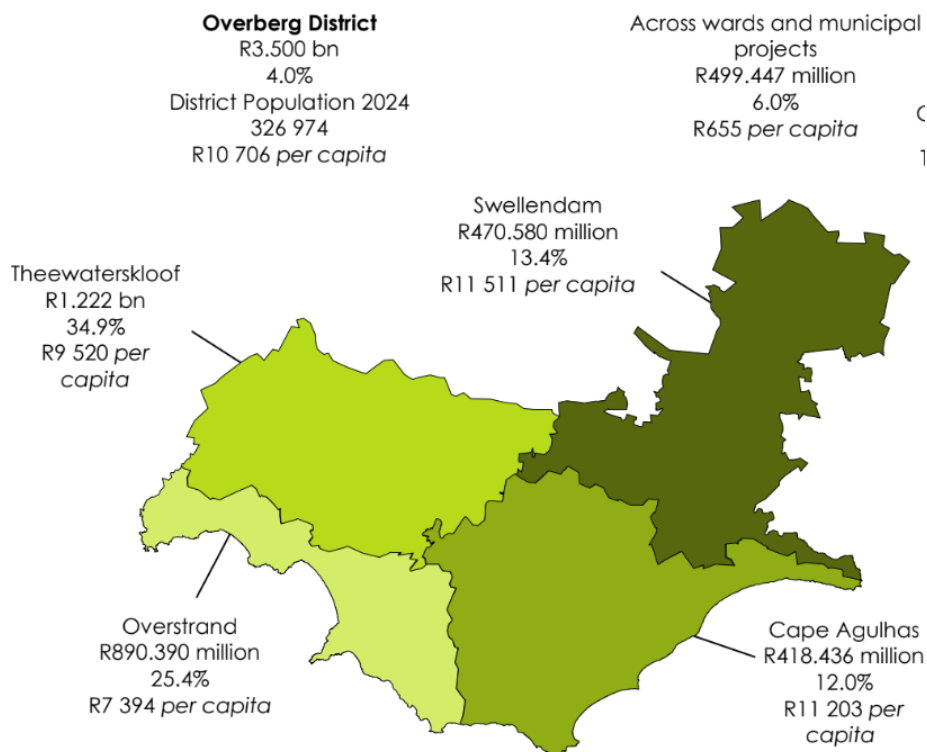 Overberg District
R3.500 bn
4.0%
District Population 2024
326 974
R10 706 per capita
Across wards and municipal
projects
R499.447 million
6.0%
R655 per capita
Swellendam
R470.580 million
13.4%
R11 511 per capita
Theewaterskloof
R1.222 bn
34.9%
R9 520 per
capita
Overstrand
R890.390 million
25.4%
R7 394 per capita
Cape Agulhas
R418.436 million
12.0%
R11 203 per
capita